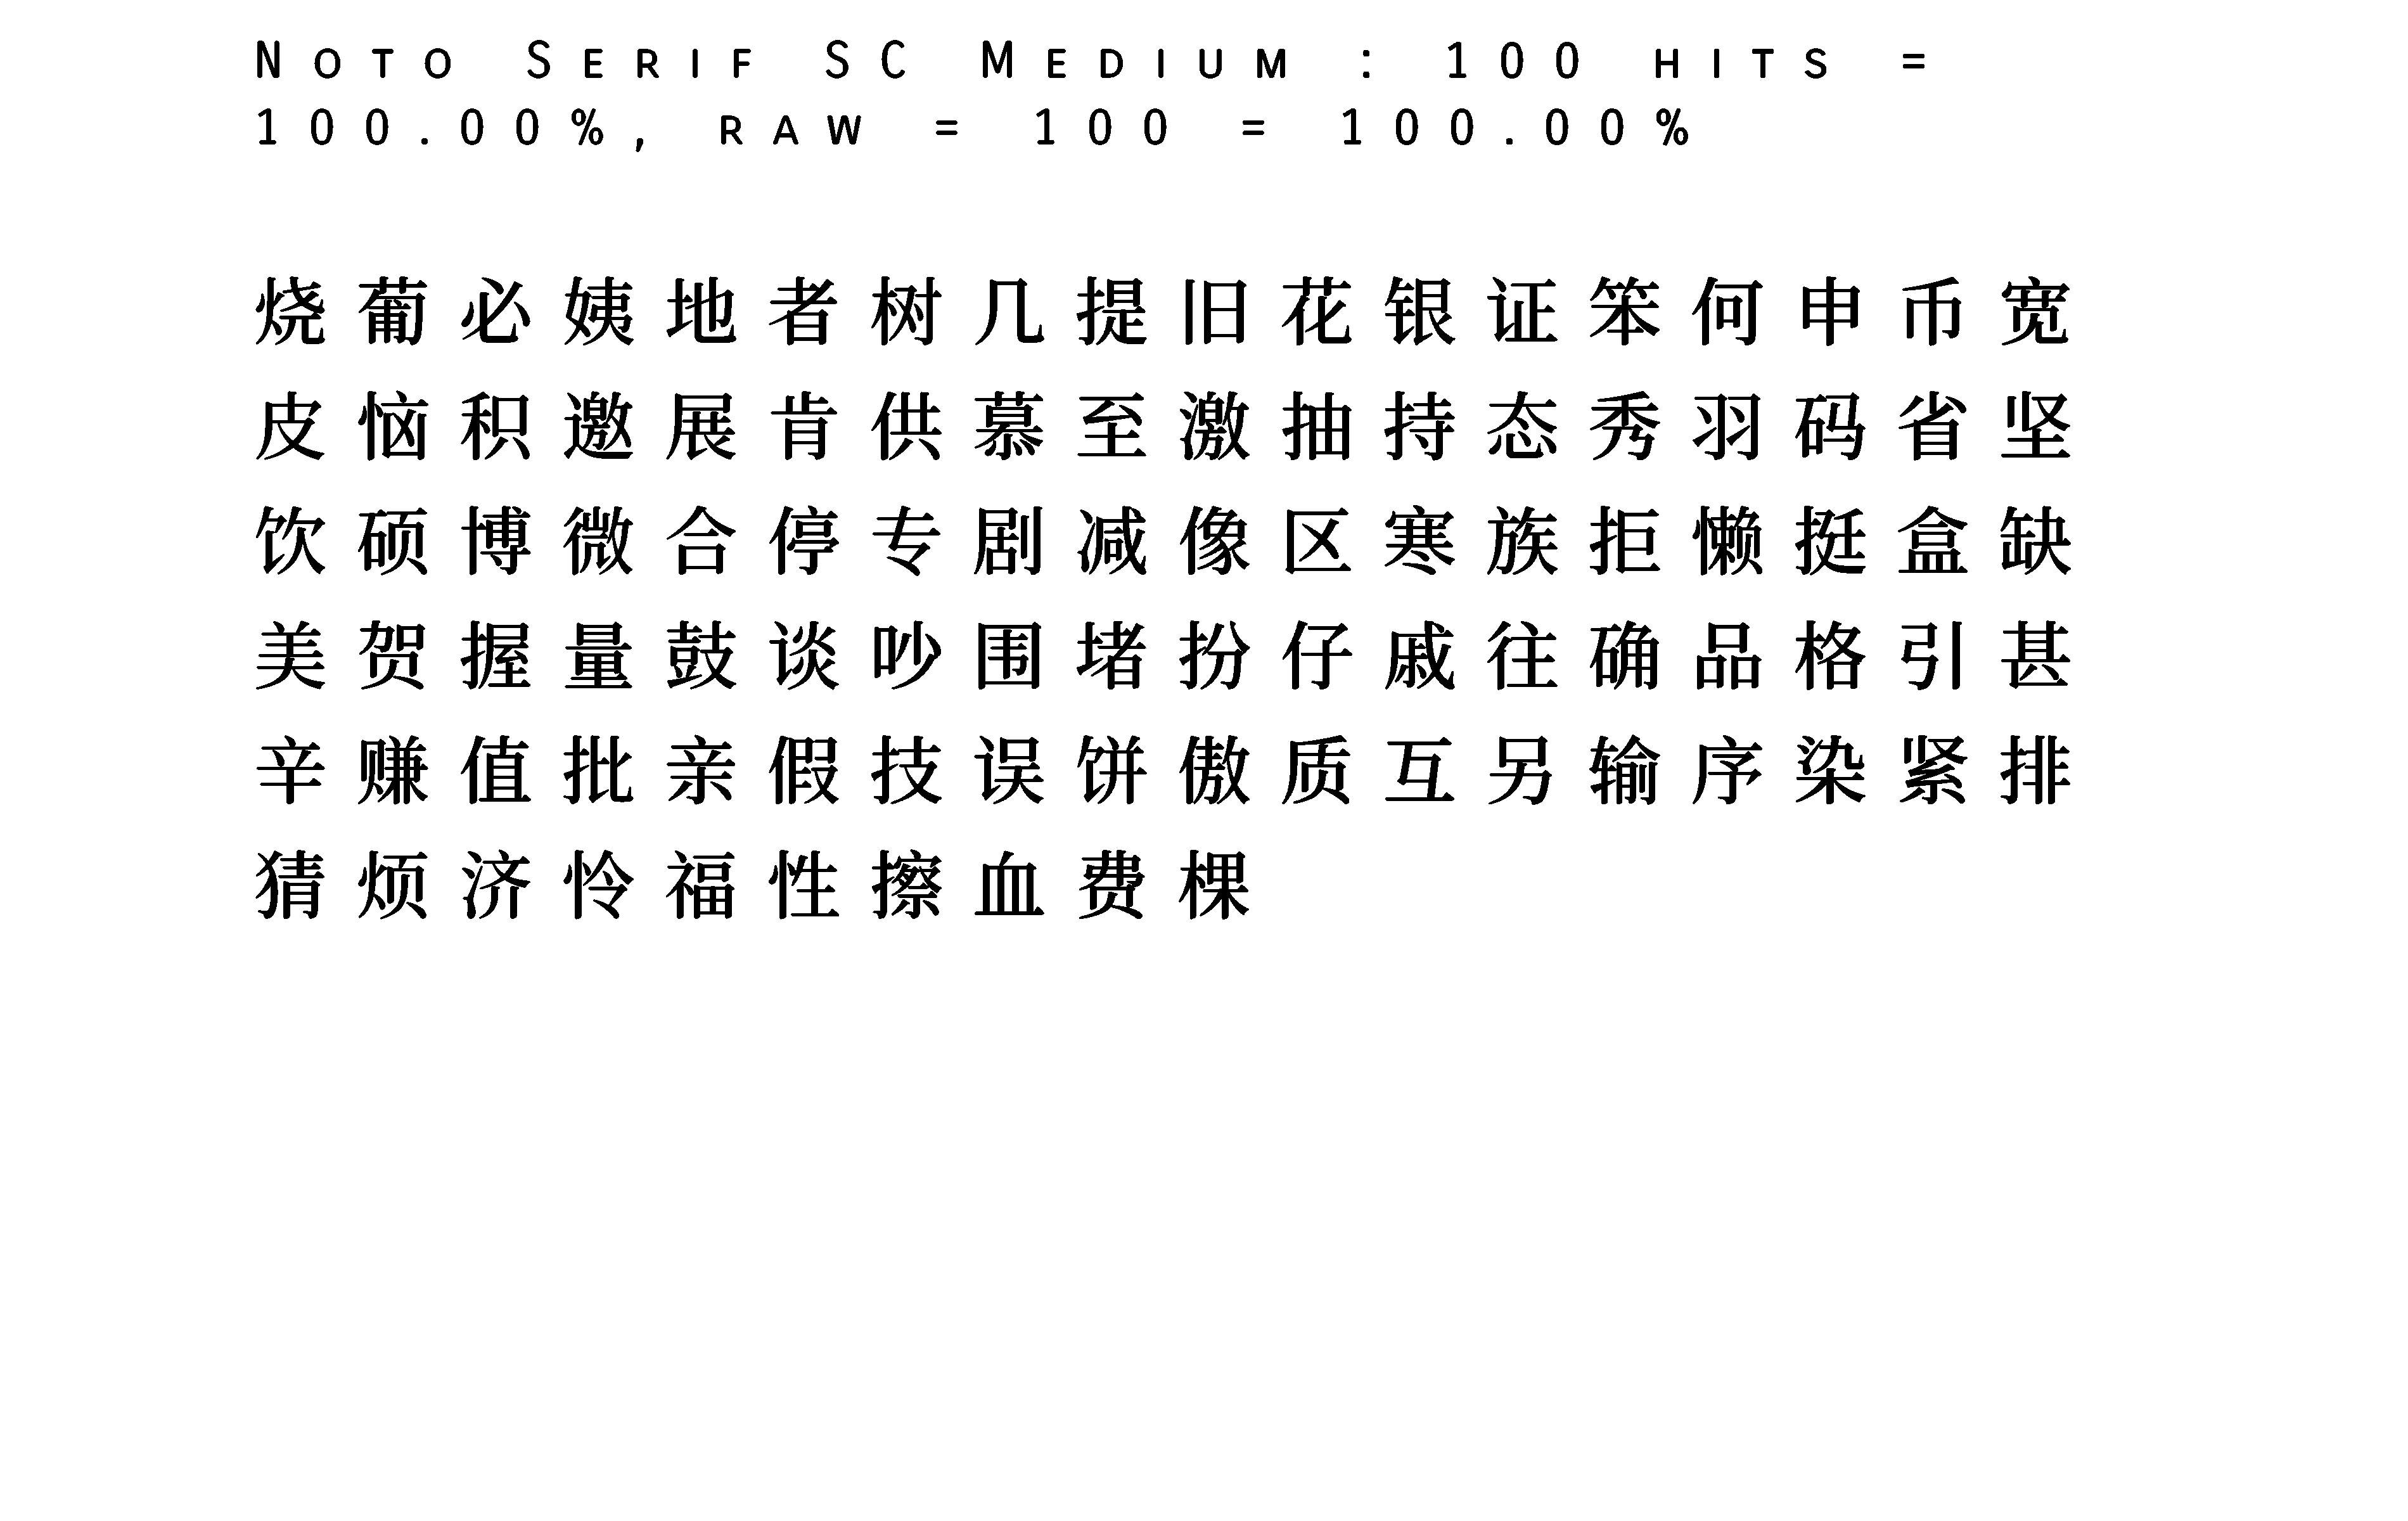 Noto Serif SC Medium : 100 hits =
100.00%, raw = 100 = 100.00%
烧葡必姨地者树几提旧花银证笨何申币宽
皮恼积邀展肯供慕至激抽持态秀羽码省坚
饮硕博微合停专剧减像区寒族拒懒挺盒缺
美贺握量鼓谈吵围堵扮仔戚往确品格引甚
辛赚值批亲假技误饼傲质互另输序染紧排
猜烦济怜福性擦血费棵